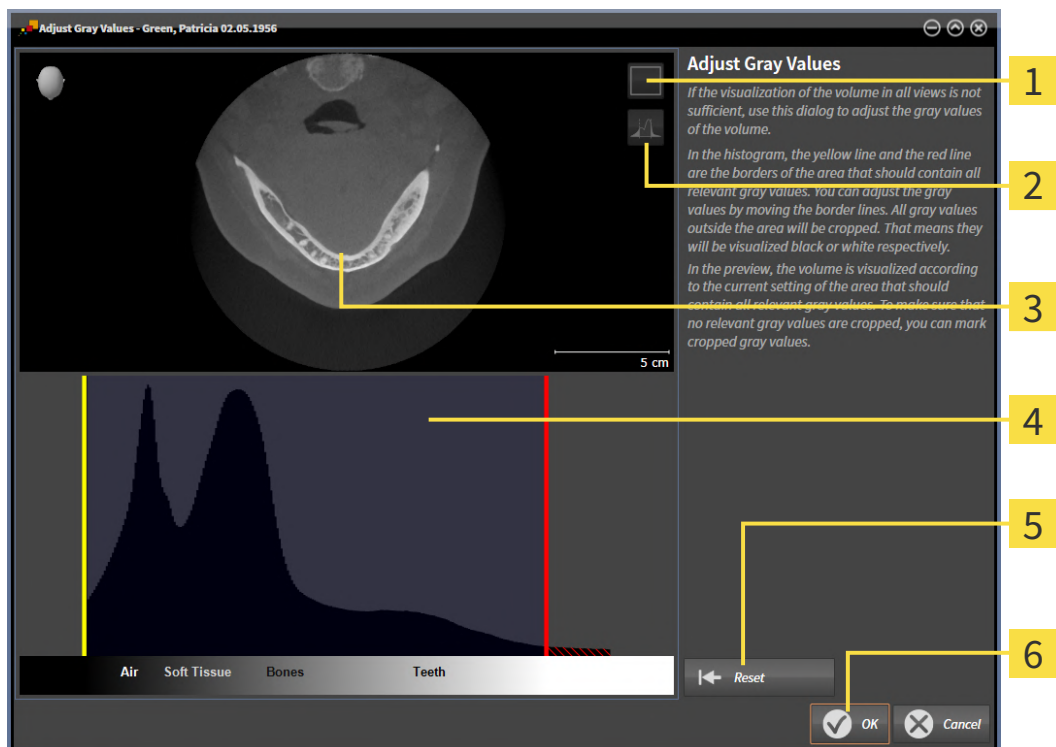 Adjust Gray Values - Green, Patricia 02.05.1956
5 cm
Air Soft Tissue Bones Teeth
Adjust Gray Values
If the visualization of the volume in all views is not
sufficient, use this dialog to adjust the gray values
of the volume.
In the histogram, the yellow line and the red line
are the borders of the area that should contain all
relevant gray values. You can adjust the gray
values by moving the border lines. All gray values
outside the area will be cropped. That means they
will be visualized black or white respectively.
In the preview, the volume is visualized according
to the current setting of the area that should
contain all relevant gray values. To make sure that
no relevant gray values are cropped, you can mark
cropped gray values.
Reset
OK Cancel
1
2
3
4
5
6